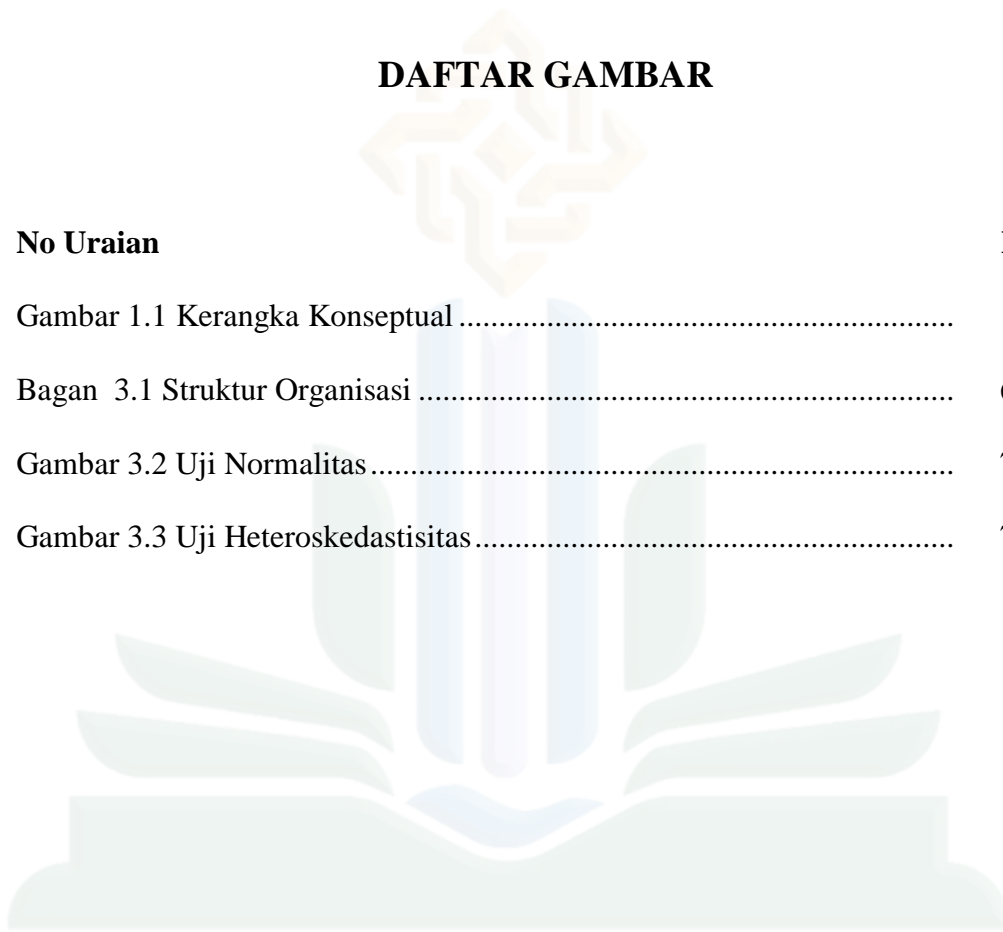 DAFTAR GAMBAR
No Uraian
Gambar 1.1 Kerangka Konseptual ..............................................................
Bagan  3.1 Struktur Organisasi ...................................................................
Gambar 3.2 Uji Normalitas.........................................................................
Gambar 3.3 Uji Heteroskedastisitas............................................................